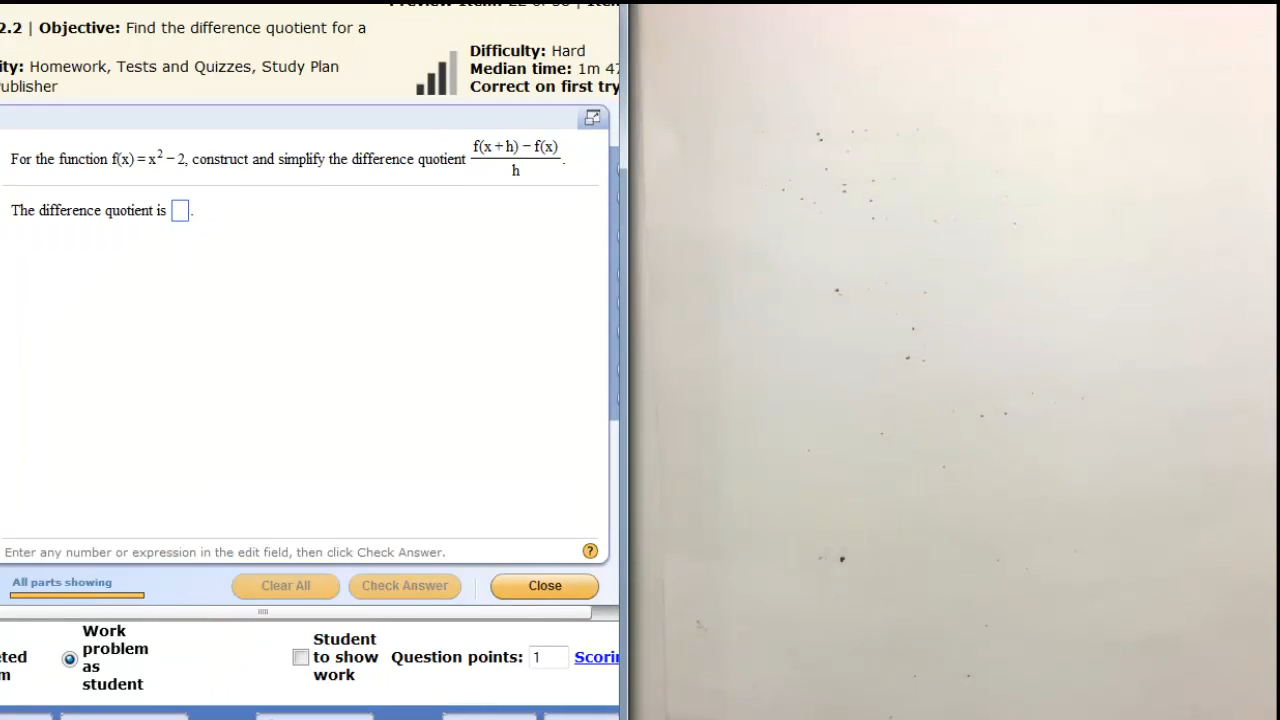 2.2 | Objective: Find the difference quotient for a
ity: Homework, Tests and Quizzes, Study Plan
ublisher
Difficulty: Hard
Median time: 1m 47
Correct on first try
For the function f(x) = x² − 2, construct and simplify the difference quotient f(x + h) − f(x) / h .
The difference quotient is .
Enter any number or expression in the edit field, then click Check Answer.
?
All parts showing
Clear All
Check Answer
Close
eted
m
Work problem as student
Student to show work
Question points: 1
Scorin